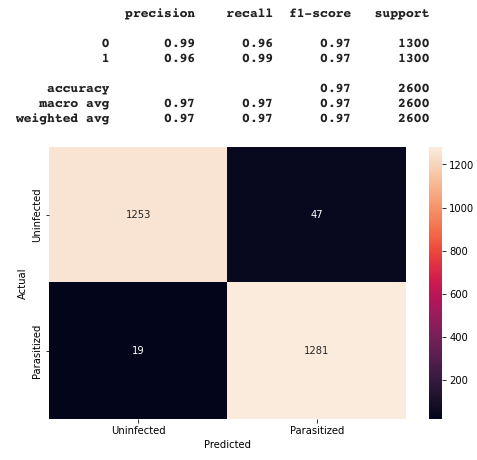 precision recall f1-score support
0 0.99 0.96 0.97 1300
1 0.96 0.99 0.97 1300
accuracy 0.97 2600
macro avg 0.97 0.97 0.97 2600
weighted avg 0.97 0.97 0.97 2600
Actual
Uninfected
1253 47
Parasitized
19 1281
Uninfected Parasitized
Predicted
1200
1000
800
600
400
200